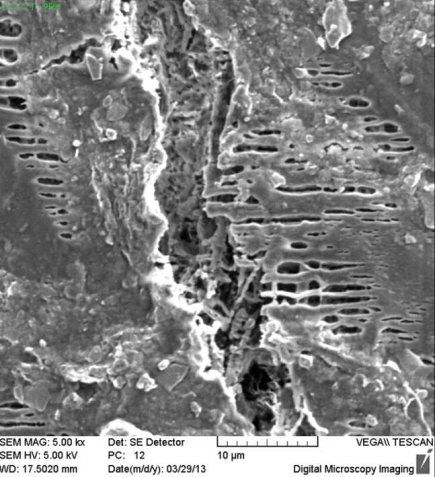 SEM MAG: 5.00 kx Det: SE Detector VEGA\\ TESCAN
SEM HV: 5.00 kV PC: 12 10 µm
WD: 17.5020 mm Date(m/d/y): 03/29/13 Digital Microscopy Imaging